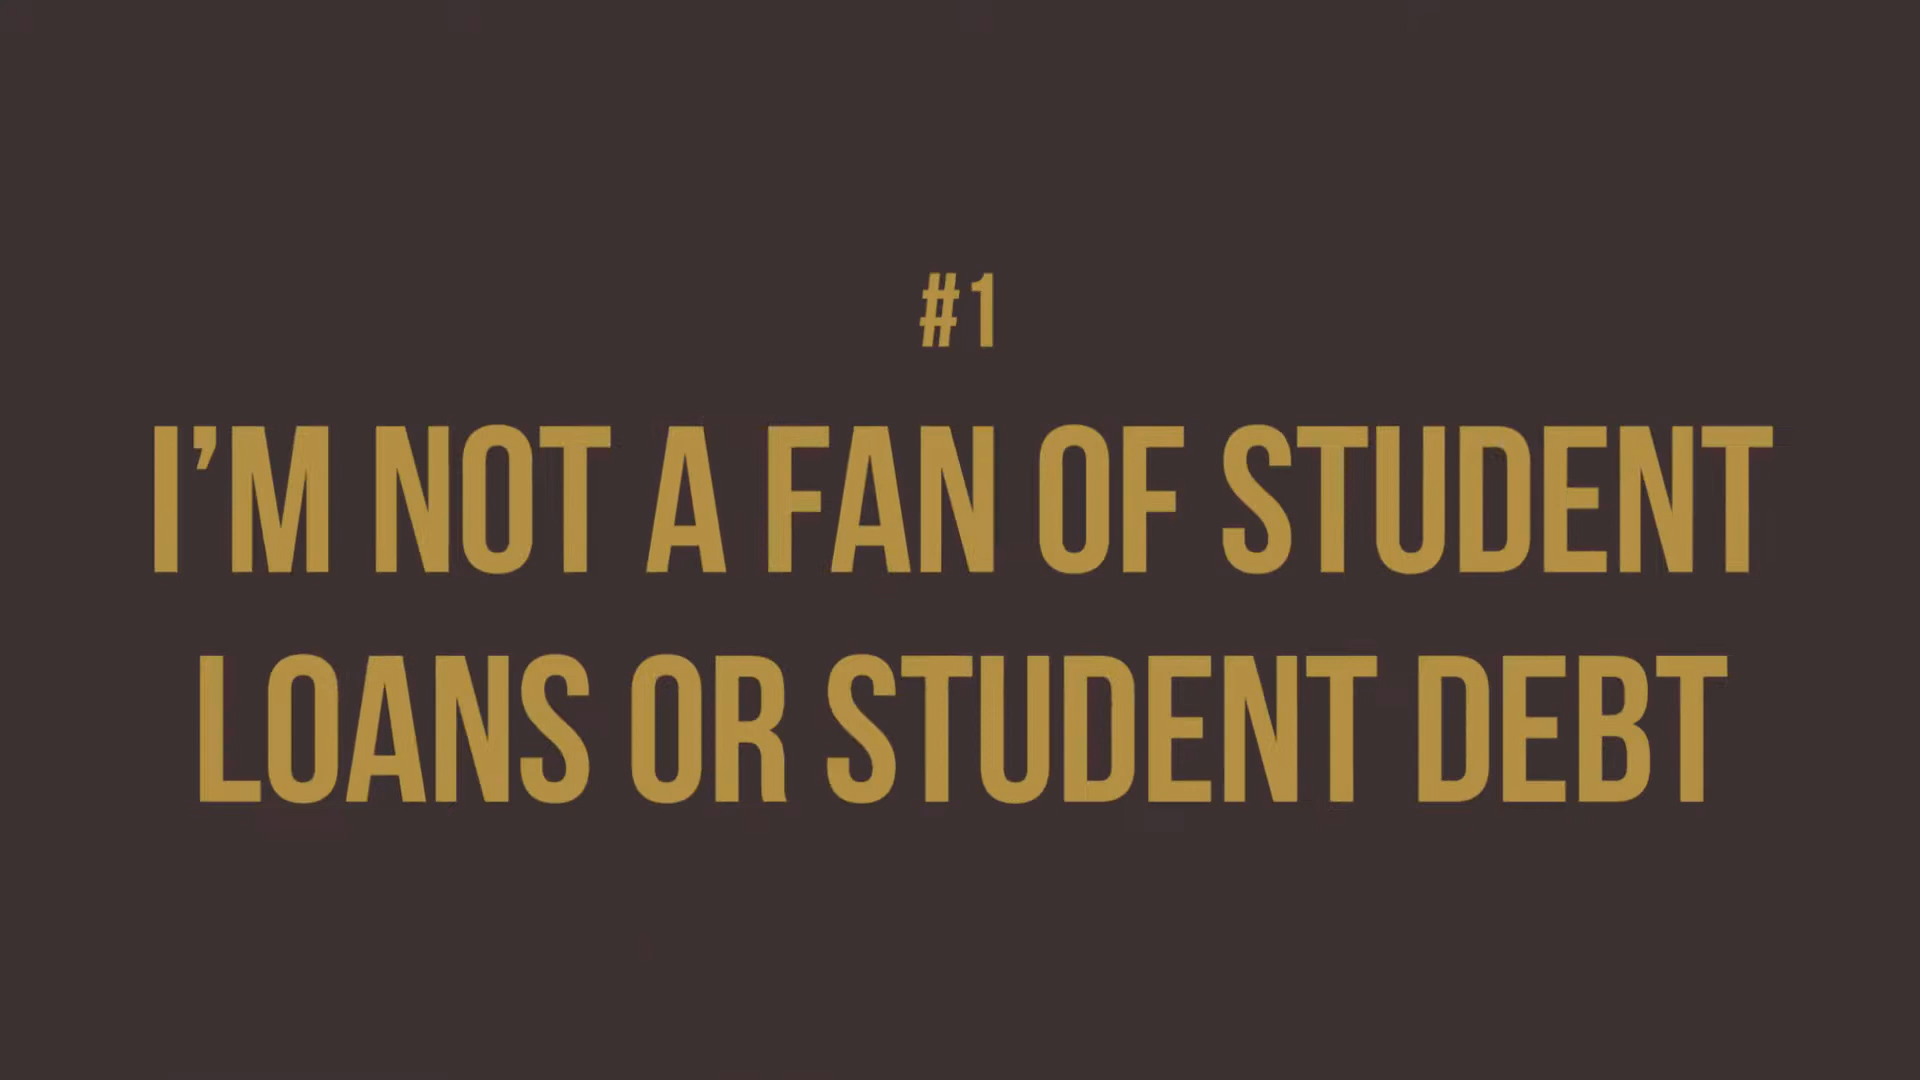 #1
I’M NOT A FAN OF STUDENT
LOANS OR STUDENT DEBT